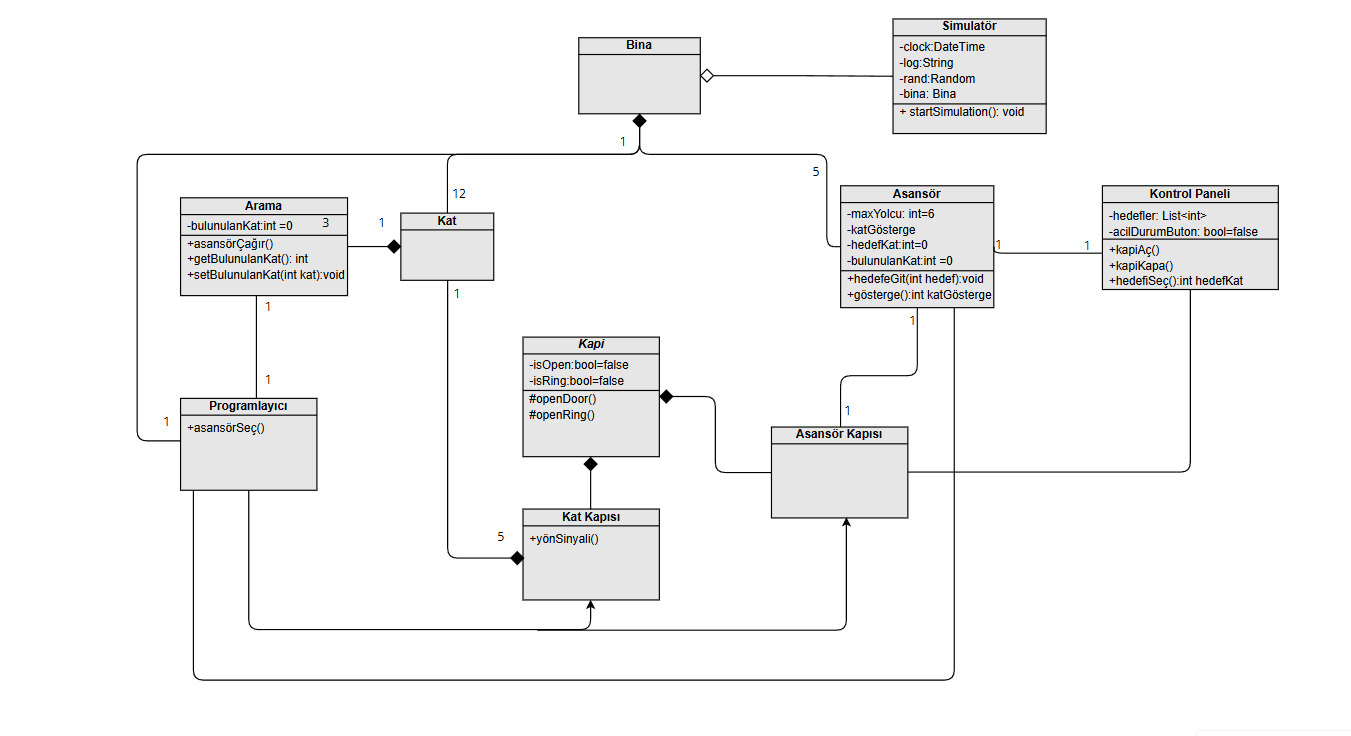 Simulatör
-clock:DateTime
-log:String
-rand:Random
-bina: Bina
+ startSimulation(): void
Bina
1
12
5
Arama
-bulunulanKat:int =0
3
+asansörÇağır()
+getBulunulanKat(): int
+setBulunulanKat(int kat):void
1
Kat
1
Asansör
-maxYolcu: int=6
-katGösterge
-hedefKat:int=0
-bulunulanKat:int =0
+hedefeGit(int hedef):void
+gösterge():int katGösterge
1
1
Kontrol Paneli
-hedefler: List<int>
-acilDurumButon: bool=false
+kapiAç()
+kapiKapa()
+hedefiSeç():int hedefKat
1
1
1
1
Kapi
-isOpen:bool=false
-isRing:bool=false
#openDoor()
#openRing()
1
Programlayıcı
+asansörSeç()
1
Asansör Kapısı
5
Kat Kapısı
+yönSinyali()